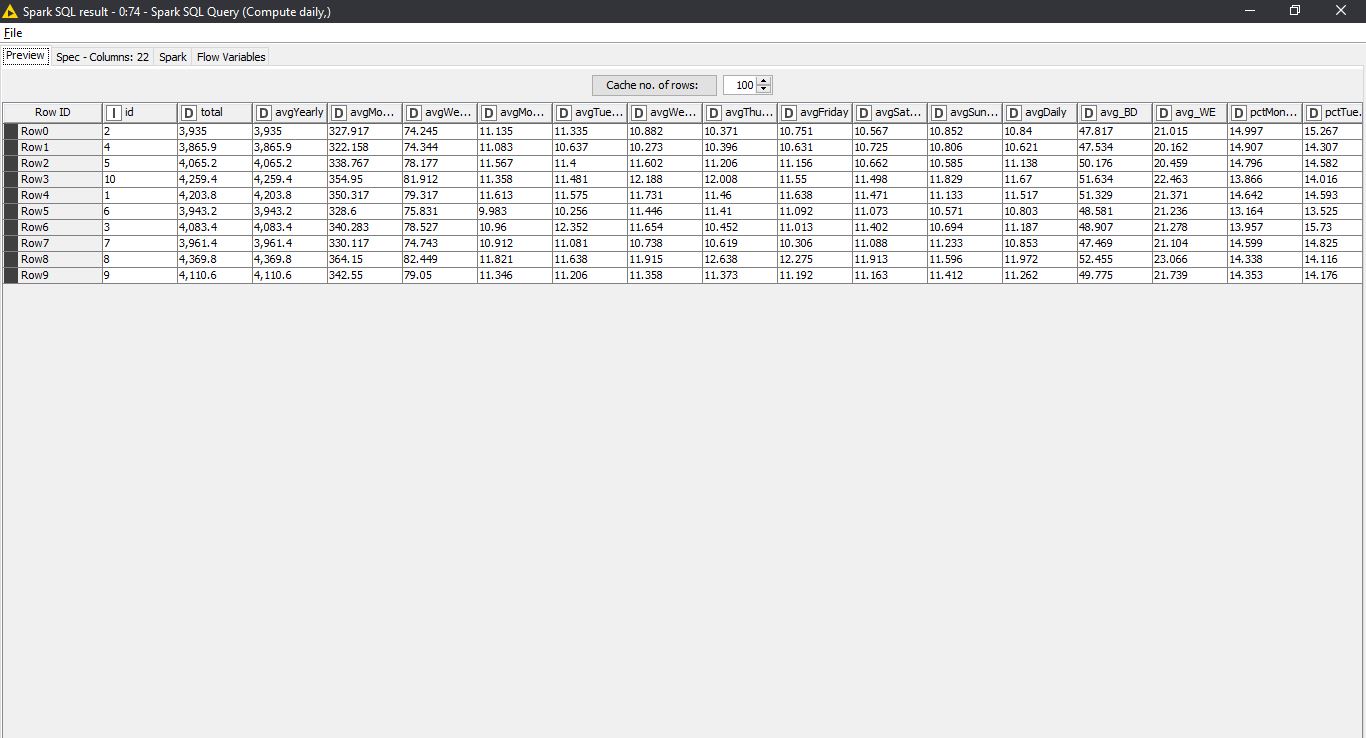 Spark SQL result - 0:74 - Spark SQL Query (Compute daily,)
File
Preview Spec - Columns: 22 Spark Flow Variables
Cache no. of rows: 100
Row ID I id D total D avgYearly D avgMo... D avgWe... D avgMo... D avgTue... D avgWe... D avgThu... D avgFriday D avgSat... D avgSun... D avgDaily D avg_BD D avg_WE D pctMon... D pctTue.
Row0 2 3,935 3,935 327.917 74.245 11.135 11.335 10.882 10.371 10.751 10.567 10.852 10.84 47.817 21.015 14.997 15.267
Row1 4 3,865.9 3,865.9 322.158 74.344 11.083 10.637 10.273 10.396 10.631 10.725 10.806 10.621 47.534 20.162 14.907 14.307
Row2 5 4,065.2 4,065.2 338.767 78.177 11.567 11.4 11.602 11.206 11.156 10.662 10.585 11.138 50.176 20.459 14.796 14.582
Row3 10 4,259.4 4,259.4 354.95 81.912 11.358 11.481 12.188 12.008 11.55 11.498 11.829 11.67 51.634 22.463 13.866 14.016
Row4 1 4,203.8 4,203.8 350.317 79.317 11.613 11.575 11.731 11.46 11.638 11.471 11.133 11.517 51.329 21.371 14.642 14.593
Row5 6 3,943.2 3,943.2 328.6 75.831 9.983 10.256 11.446 11.41 11.092 11.073 10.571 10.803 48.581 21.236 13.164 13.525
Row6 3 4,083.4 4,083.4 340.283 78.527 10.96 12.352 11.654 10.452 11.013 11.402 10.694 11.187 48.907 21.278 13.957 15.73
Row7 7 3,961.4 3,961.4 330.117 74.743 10.912 11.081 10.738 10.619 10.306 11.088 11.233 10.853 47.469 21.104 14.599 14.825
Row8 8 4,369.8 4,369.8 364.15 82.449 11.821 11.638 11.915 12.638 12.275 11.913 11.596 11.972 52.455 23.066 14.338 14.116
Row9 9 4,110.6 4,110.6 342.55 79.05 11.346 11.206 11.358 11.373 11.192 11.163 11.412 11.262 49.775 21.739 14.353 14.176